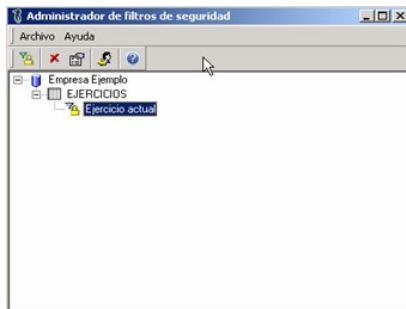 Administrador de filtros de seguridad
Archivo Ayuda
Empresa Ejemplo
EJERCICIOS
Ejercicio actual